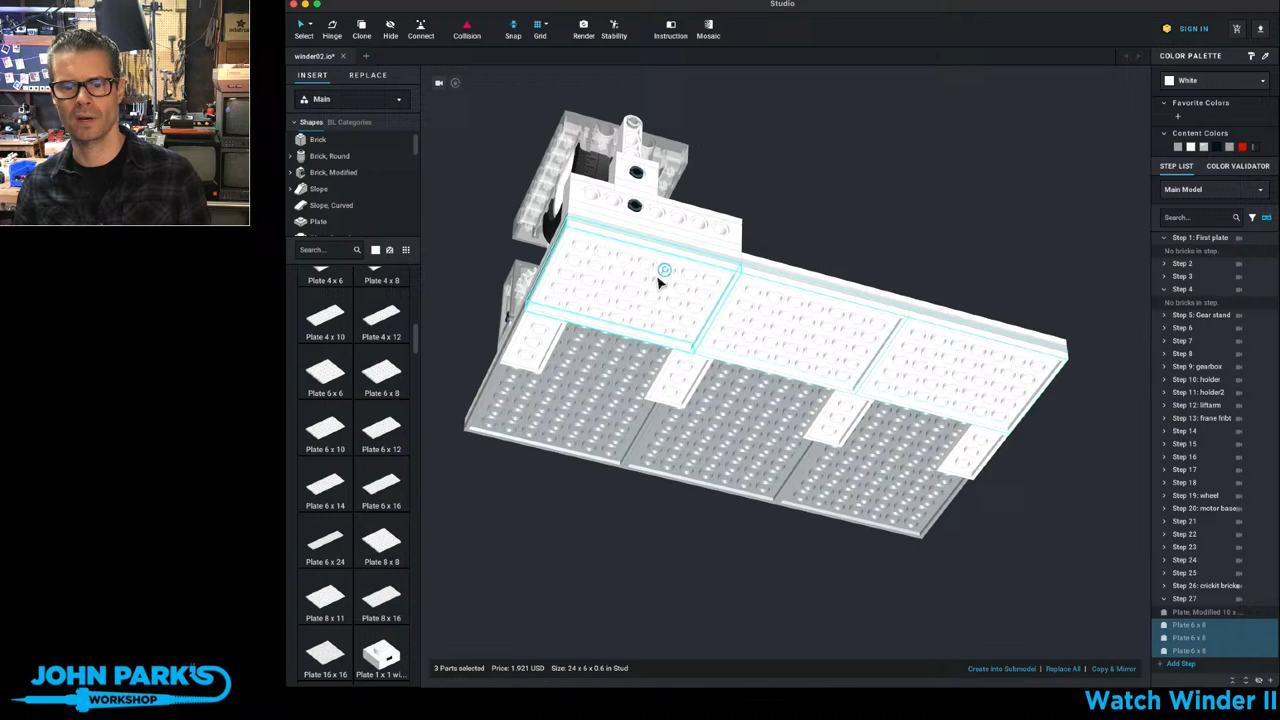 Studio
Select
Hinge
Clone
Hide
Connect
Collision
Snap
Grid
Render
Stability
Instruction
Mosaic
SIGN IN
winder02.io*
INSERT
REPLACE
Main
Shapes
BL Categories
Brick
Brick, Round
Brick, Modified
Slope
Slope, Curved
Plate
Search...
Plate 4 x 6
Plate 4 x 8
Plate 4 x 10
Plate 4 x 12
Plate 6 x 6
Plate 6 x 8
Plate 6 x 10
Plate 6 x 12
Plate 6 x 14
Plate 6 x 16
Plate 6 x 24
Plate 8 x 8
Plate 8 x 11
Plate 8 x 16
Plate 16 x 16
Plate 1 x 1 wi...
3 Parts selected
Price: 1.921 USD
Size: 24 x 6 x 0.6 in Stud
Create Into Submodel
Replace All
Copy & Mirror
COLOR PALETTE
White
Favorite Colors
+
Content Colors
STEP LIST
COLOR VALIDATOR
Main Model
Search...
Step 1: First plate
No bricks in step.
Step 2
Step 3
Step 4
No bricks in step.
Step 5: Gear stand
Step 6
Step 7
Step 8
Step 9: gearbox
Step 10: holder
Step 11: holder2
Step 12: liftarm
Step 13: frane fribt
Step 14
Step 15
Step 16
Step 17
Step 18
Step 19: wheel
Step 20: motor base
Step 21
Step 22
Step 23
Step 24
Step 25
Step 26: crickit bricks
Step 27
Plate, Modified 10 x ...
Plate 6 x 8
Plate 6 x 8
Plate 6 x 8
+ Add Step
JOHN PARK'S
WORKSHOP
Watch Winder II